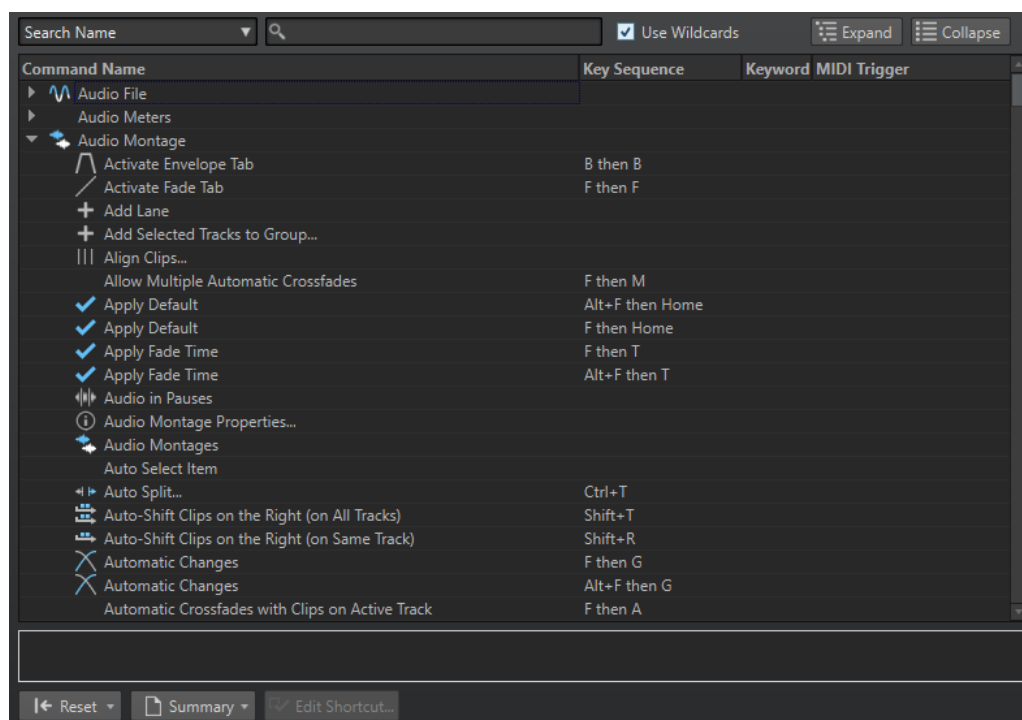 Search Name Use Wildcards Expand Collapse
Command Name Key Sequence Keyword MIDI Trigger
Audio File
Audio Meters
Audio Montage
Activate Envelope Tab B then B
Activate Fade Tab F then F
Add Lane
Add Selected Tracks to Group...
Align Clips...
Allow Multiple Automatic Crossfades F then M
Apply Default Alt+F then Home
Apply Default F then Home
Apply Fade Time F then T
Apply Fade Time Alt+F then T
Audio in Pauses
Audio Montage Properties...
Audio Montages
Auto Select Item
Auto Split... Ctrl+T
Auto-Shift Clips on the Right (on All Tracks) Shift+T
Auto-Shift Clips on the Right (on Same Track) Shift+R
Automatic Changes F then G
Automatic Changes Alt+F then G
Automatic Crossfades with Clips on Active Track F then A
Reset Summary Edit Shortcut...